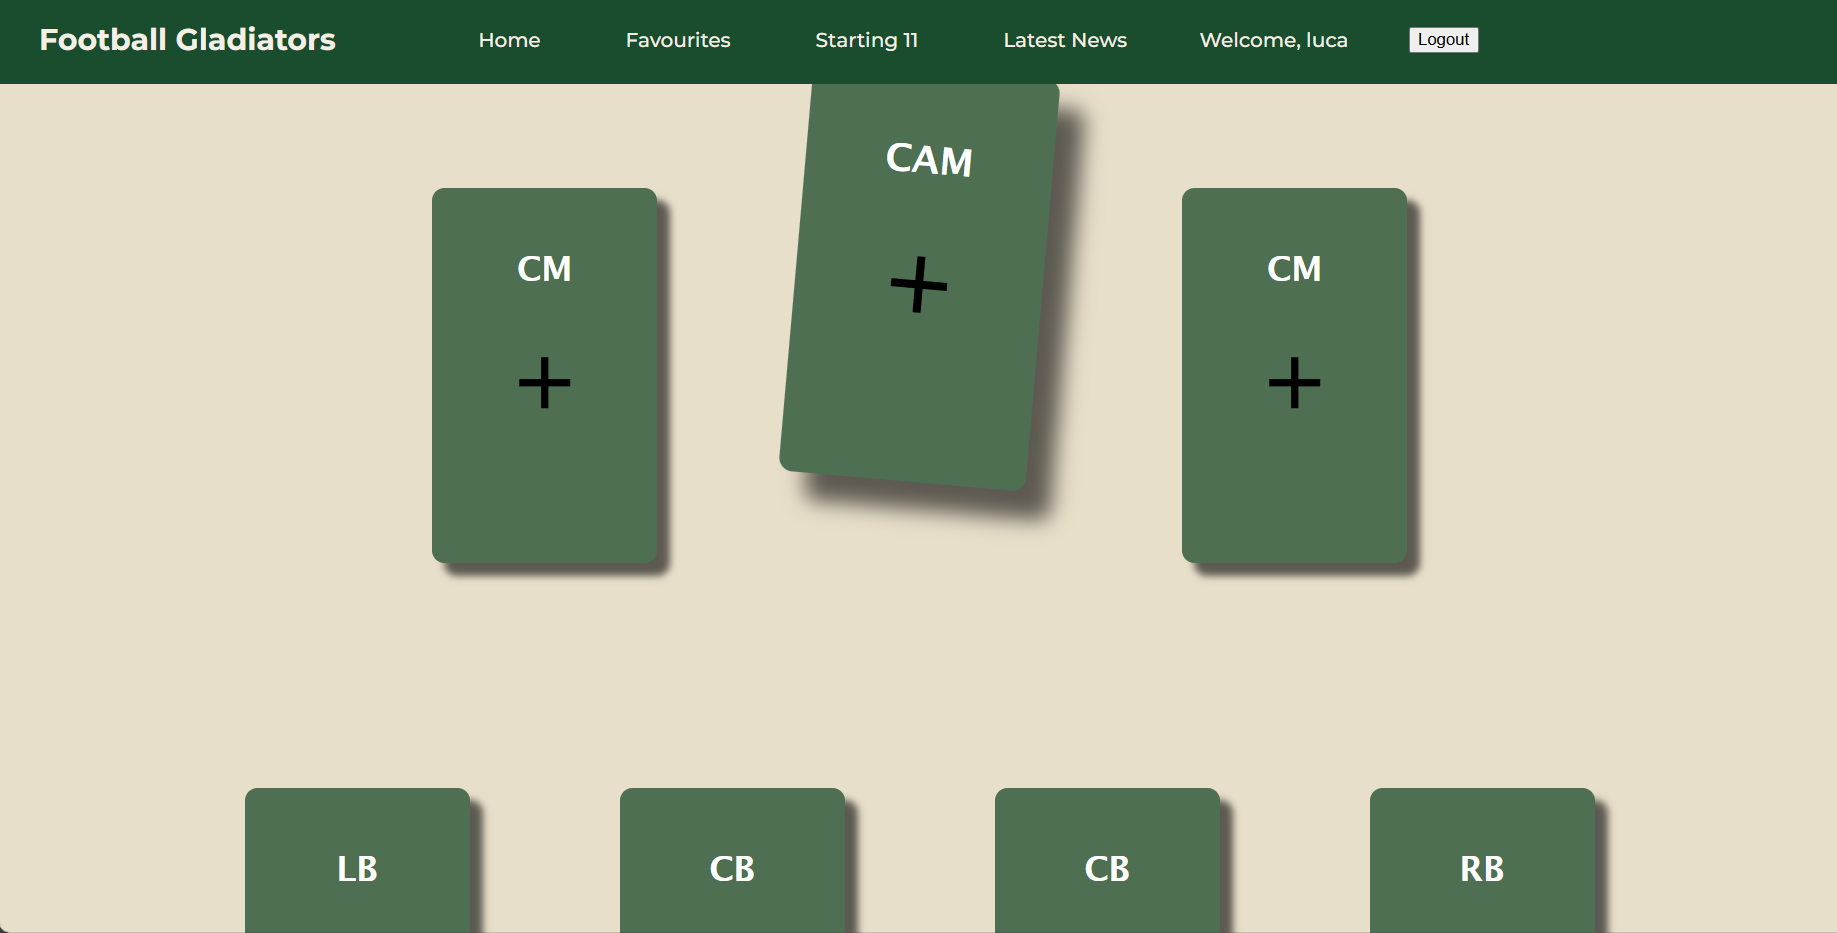 Football Gladiators Home Favourites Starting 11 Latest News Welcome, luca Logout
CAM
+
CM
+
CM
+
LB CB CB RB